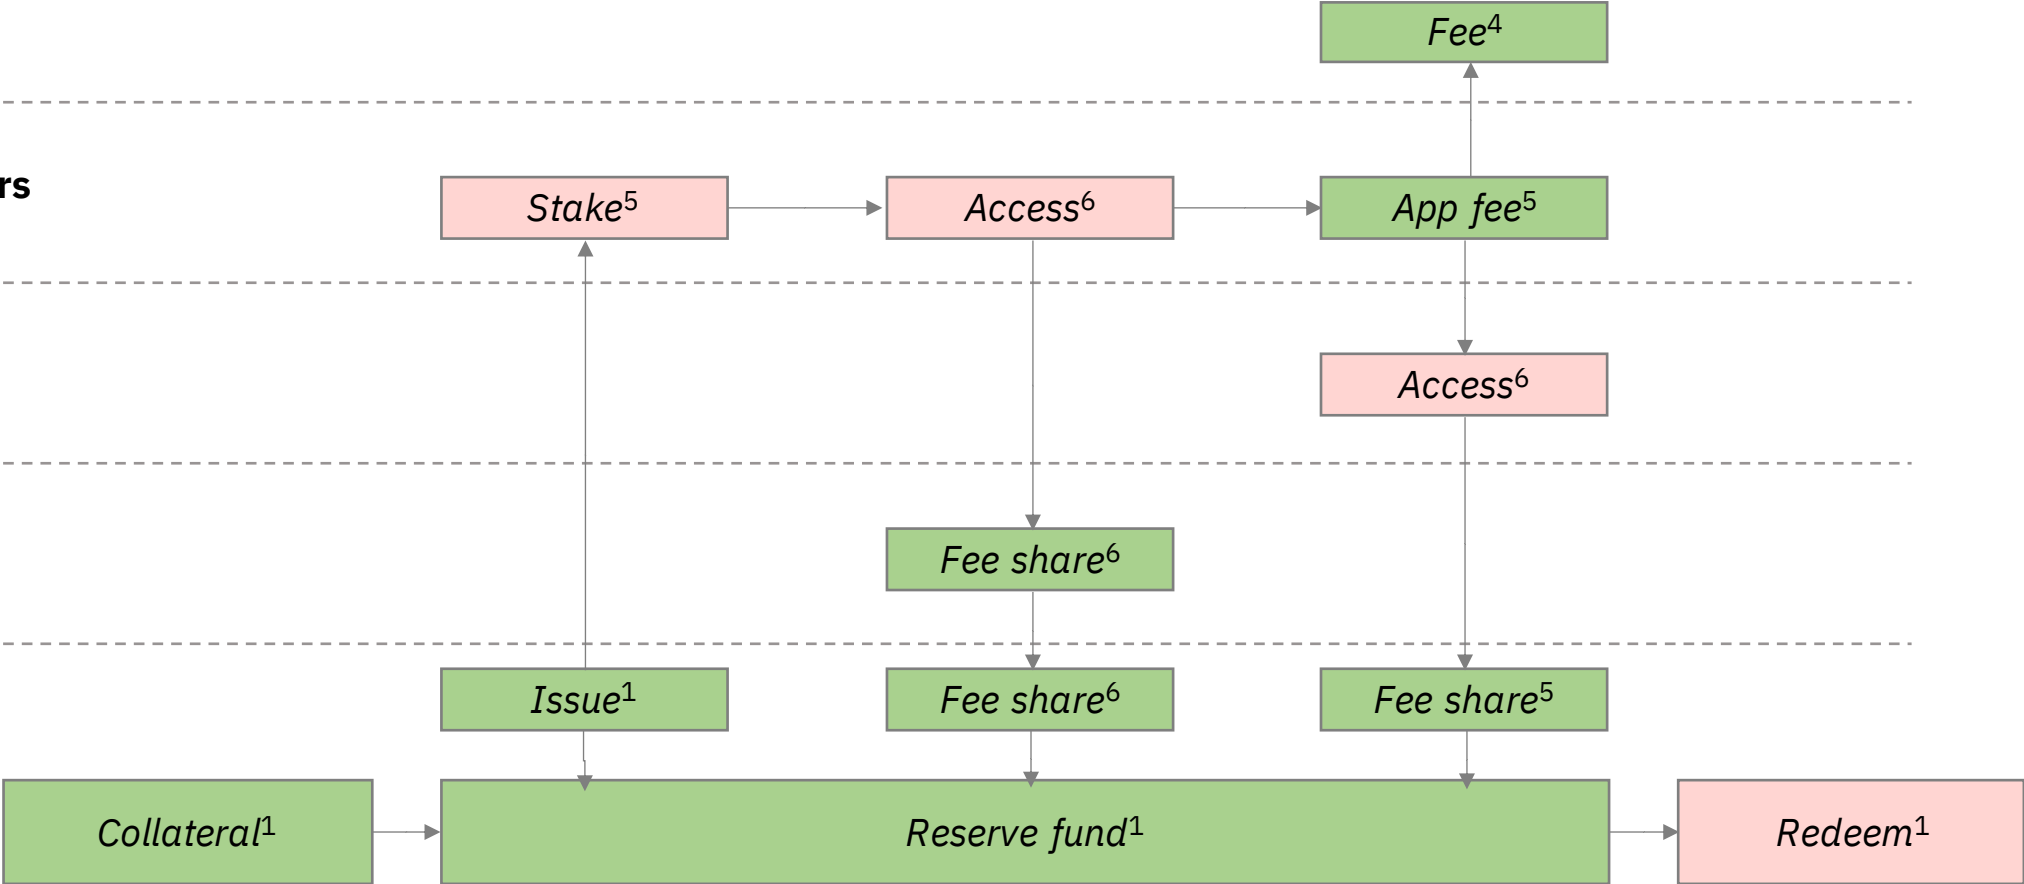 Fee⁴
rs
Stake⁵ Access⁶ App fee⁵
Access⁶
Fee share⁶
Issue¹ Fee share⁶ Fee share⁵
Collateral¹ Reserve fund¹ Redeem¹